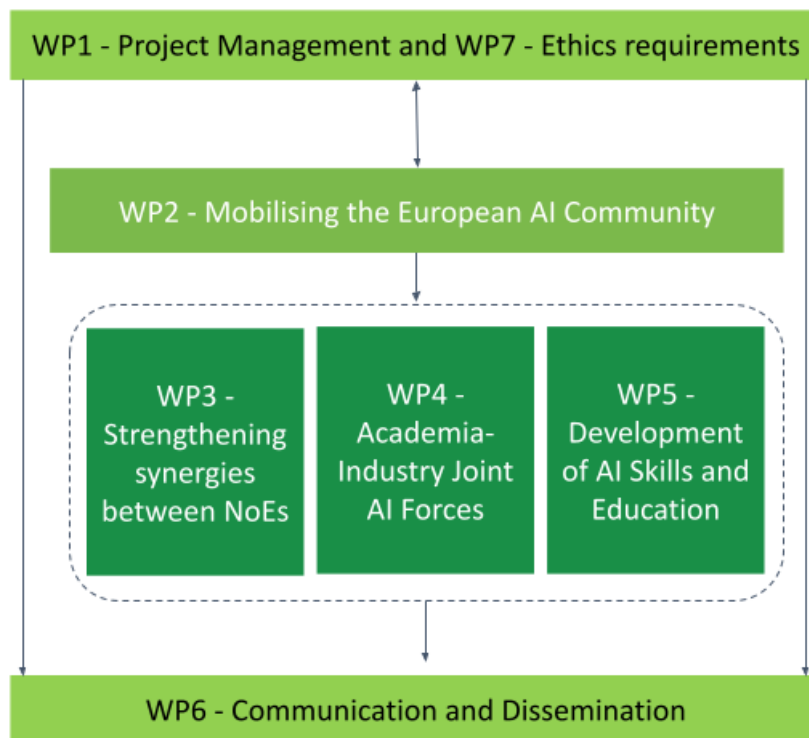 WP1 - Project Management and WP7 - Ethics requirements
WP2 - Mobilising the European AI Community
WP3 -
Strengthening
synergies
between NoEs
WP4 -
Academia-
Industry Joint
AI Forces
WP5 -
Development
of AI Skills and
Education
WP6 - Communication and Dissemination